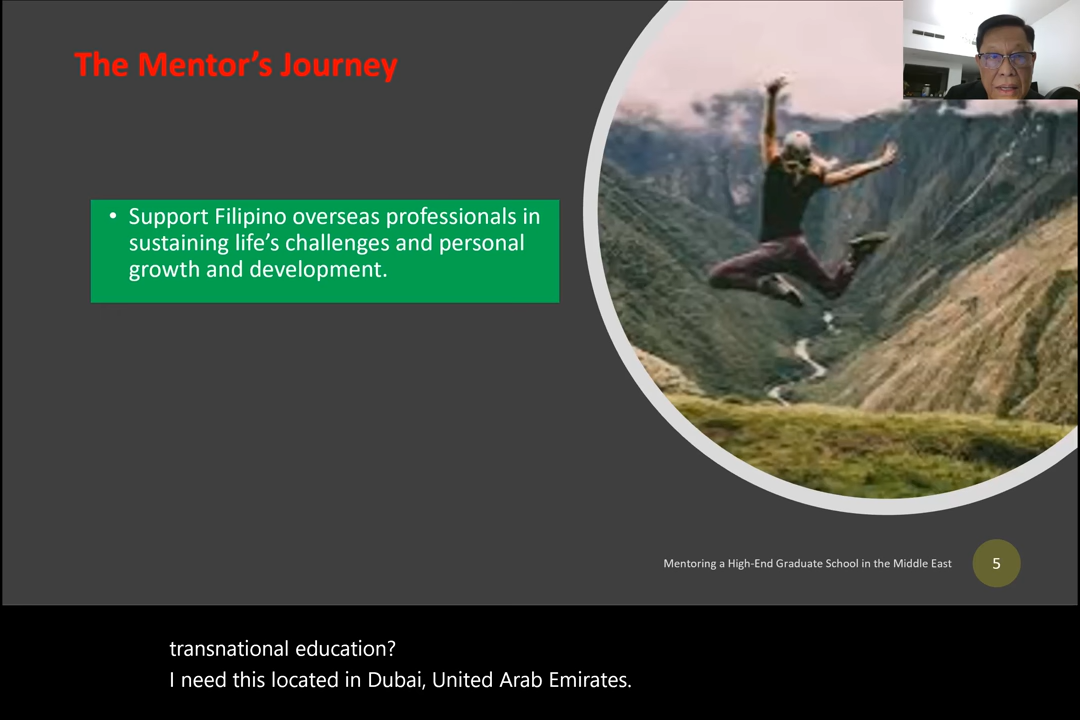 The Mentor’s Journey
• Support Filipino overseas professionals in
sustaining life’s challenges and personal
growth and development.
Mentoring a High-End Graduate School in the Middle East
5
transnational education?
I need this located in Dubai, United Arab Emirates.